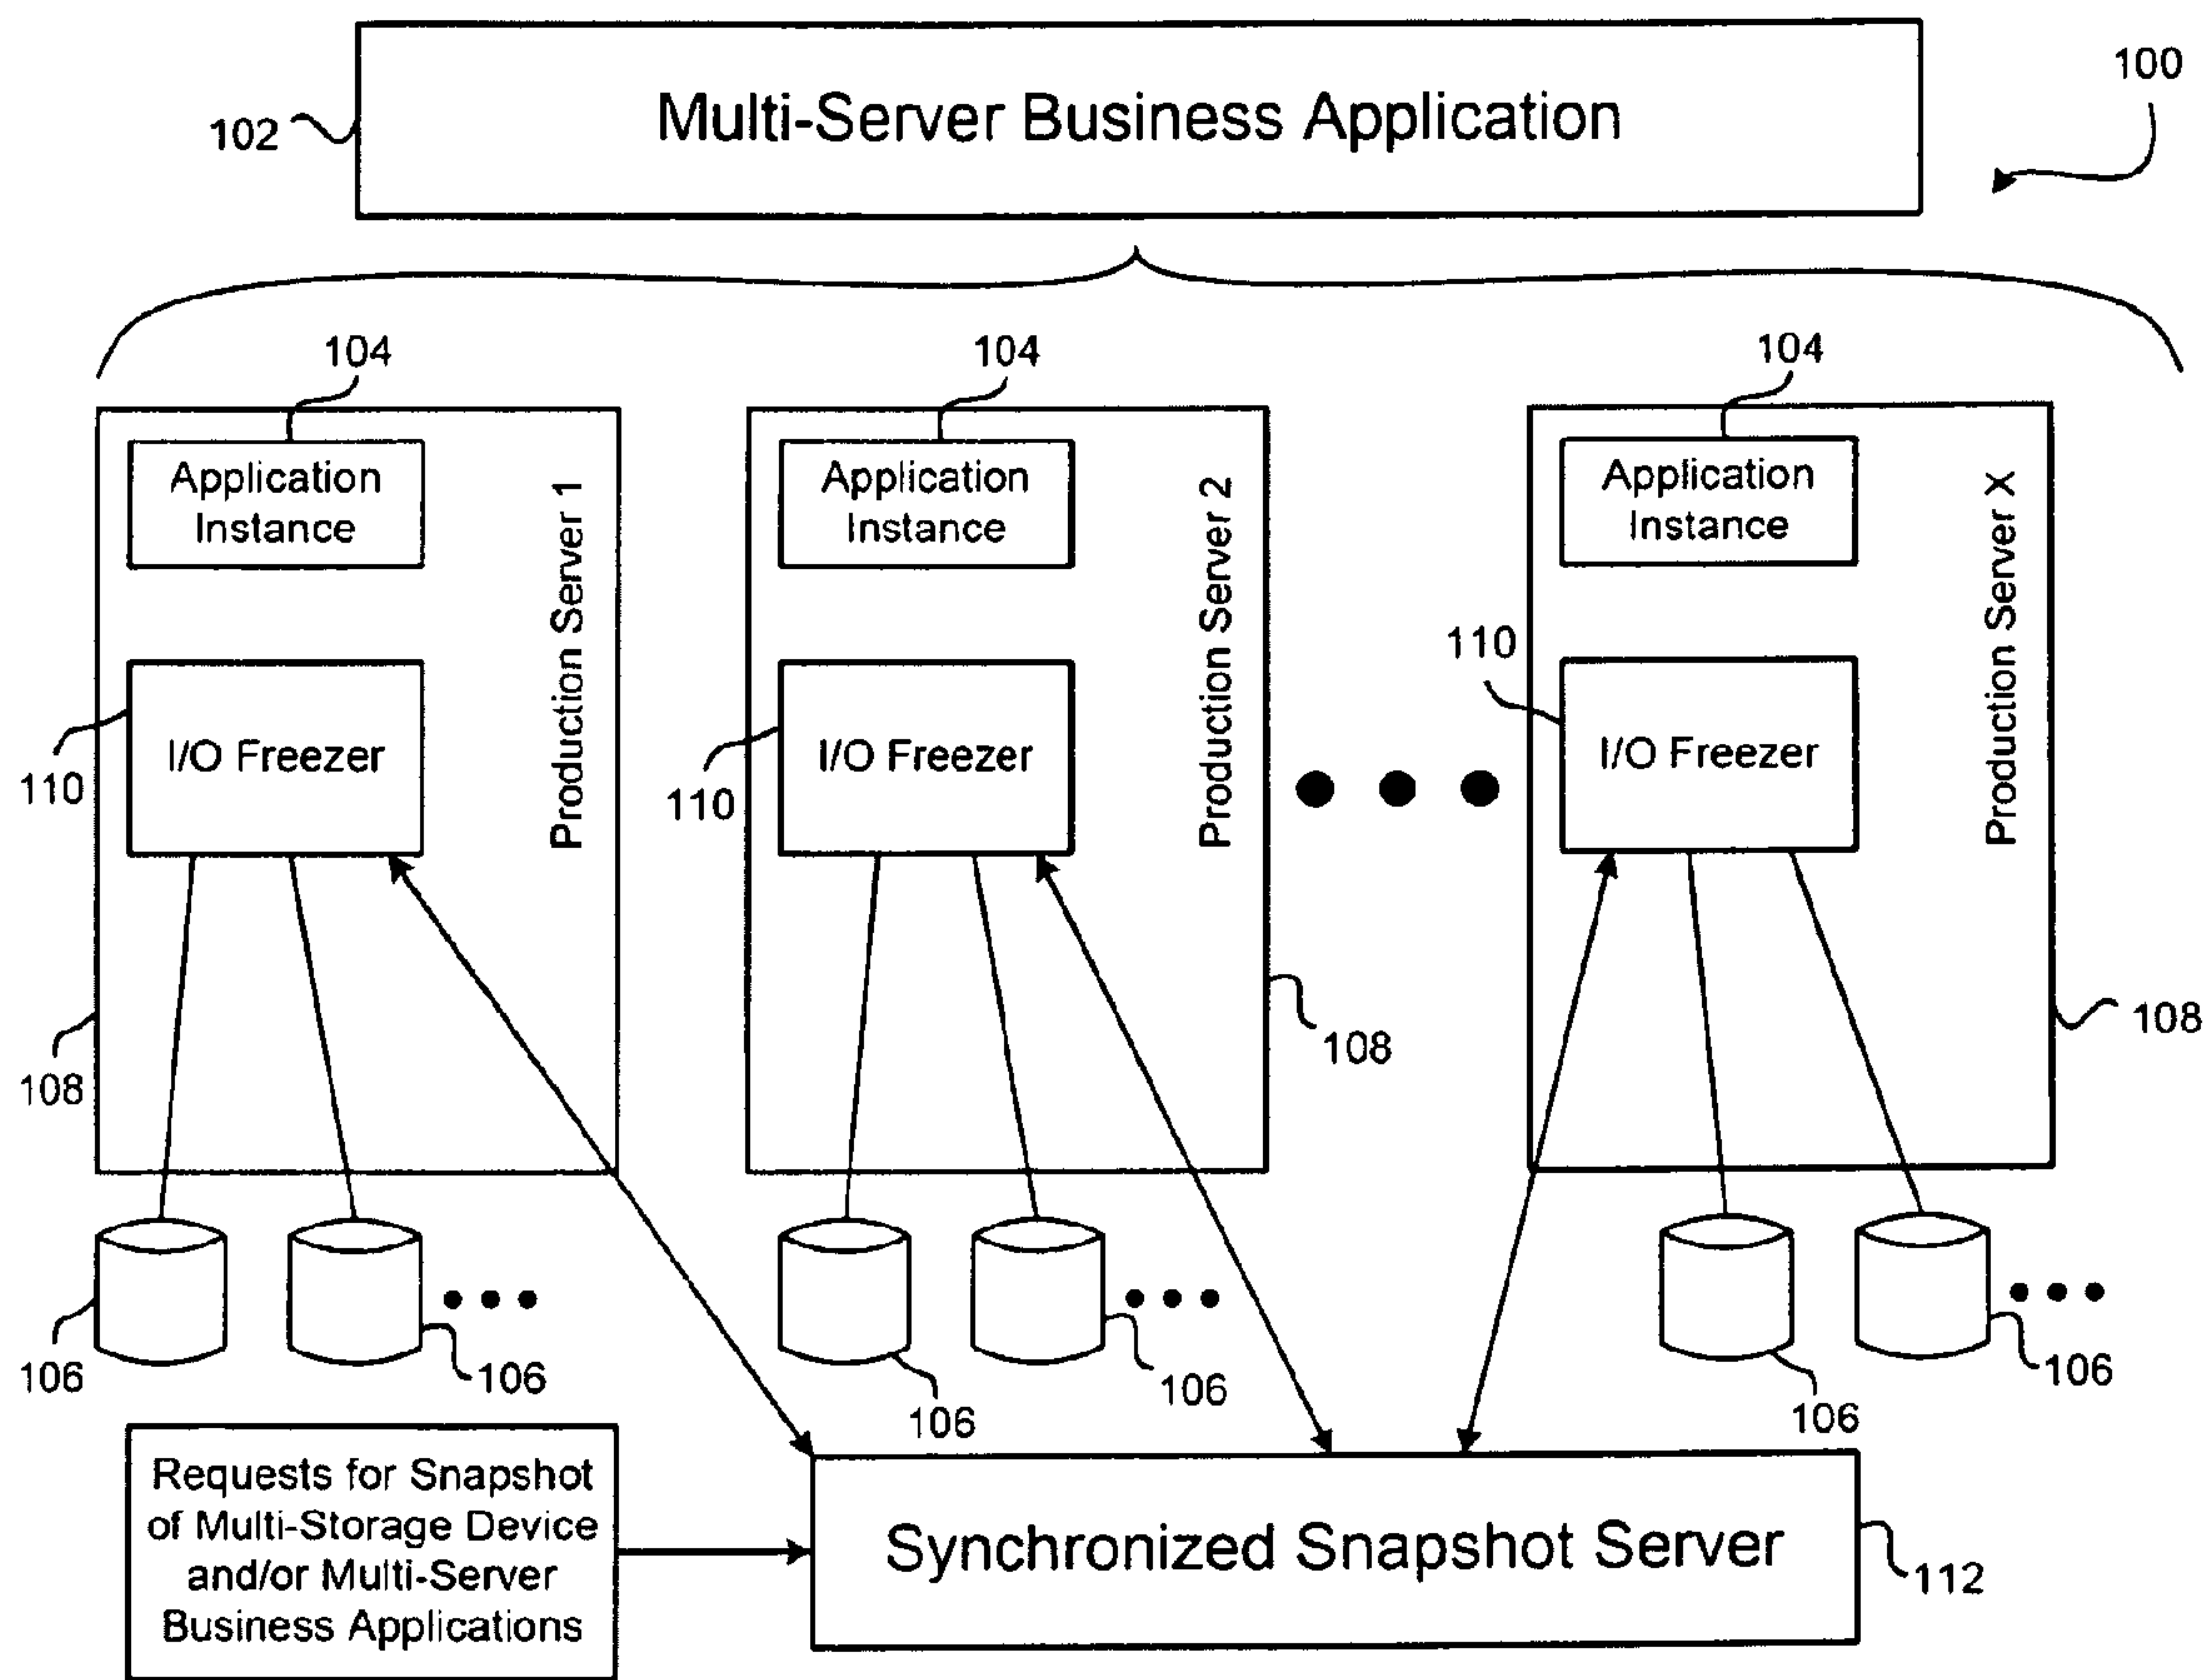 Multi-Server Business Application
100
102
104
104
104
Application
Instance
Production Server 1
Application
Instance
Production Server 2
Application
Instance
Production Server X
110
I/O Freezer
110
I/O Freezer
110
I/O Freezer
108
108
108
106
106
106
106
106
106
Requests for Snapshot
of Multi-Storage Device
and/or Multi-Server
Business Applications
Synchronized Snapshot Server
112